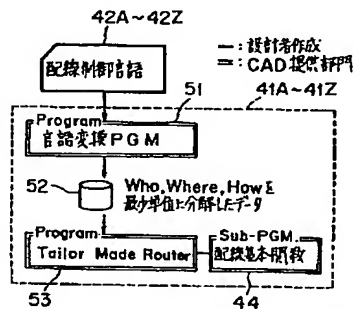 42A～42Z
配線制御言語
━：設計者作成
═：CAD提供部門
51
41A～41Z
Program
言語変換PGM
52
Who,Where,Howを
最少単位に分解したデータ
Program
Tailor Made Router
Sub-PGM.
配線基本関数
53
44